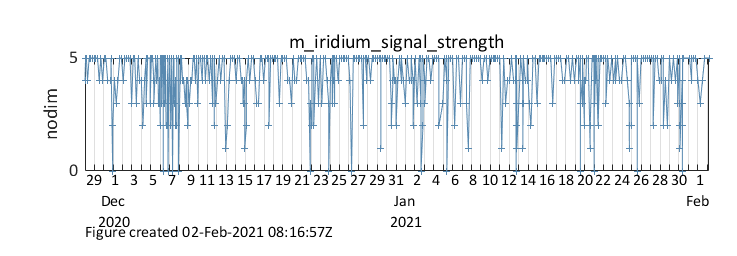 m_iridium_signal_strength
5
nodim
0
29 1 3 5 7 9 11 13 15 17 19 21 23 25 27 29 31 2 4 6 8 10 12 14 16 18 20 22 24 26 28 30 1
Dec Jan Feb
2020 2021
Figure created 02-Feb-2021 08:16:57Z